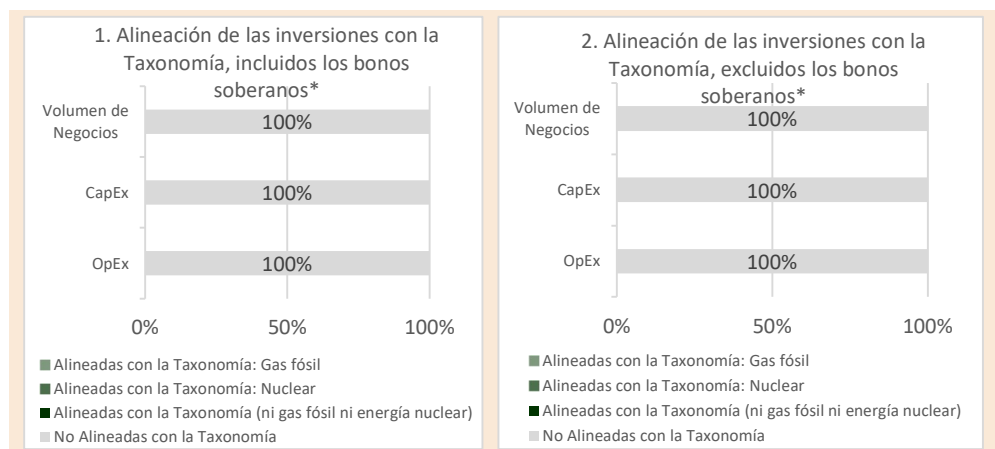 1. Alineación de las inversiones con la
Taxonomía, incluidos los bonos
soberanos*
Volumen de
Negocios
100%
CapEx
100%
OpEx
100%
0%
50%
100%
Alineadas con la Taxonomía: Gas fósil
Alineadas con la Taxonomía: Nuclear
Alineadas con la Taxonomía (ni gas fósil ni energía nuclear)
No Alineadas con la Taxonomía
2. Alineación de las inversiones con la
Taxonomía, excluidos los bonos
soberanos*
Volumen de
Negocios
100%
CapEx
100%
OpEx
100%
0%
50%
100%
Alineadas con la Taxonomía: Gas fósil
Alineadas con la Taxonomía: Nuclear
Alineadas con la Taxonomía (ni gas fósil ni energía nuclear)
No Alineadas con la Taxonomía